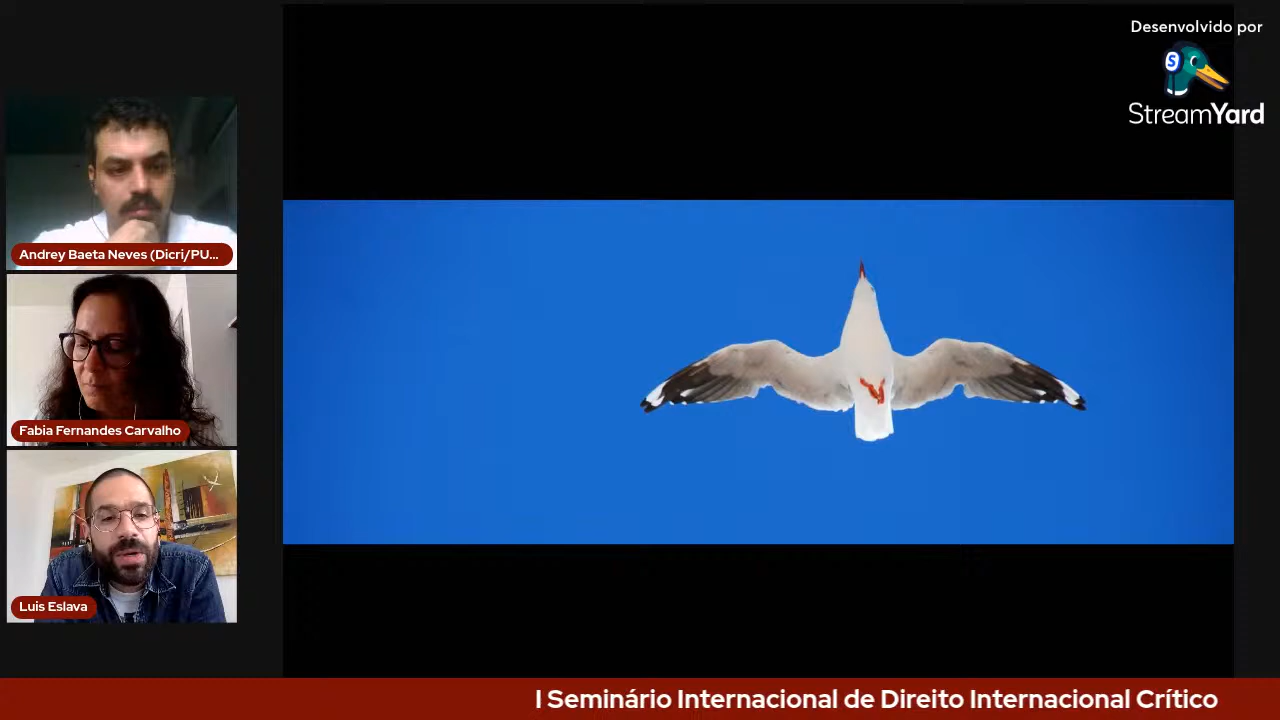 Desenvolvido por
S
StreamYard
Andrey Baeta Neves (Dicri/PU...
Fabia Fernandes Carvalho
Luis Eslava
I Seminário Internacional de Direito Internacional Crítico